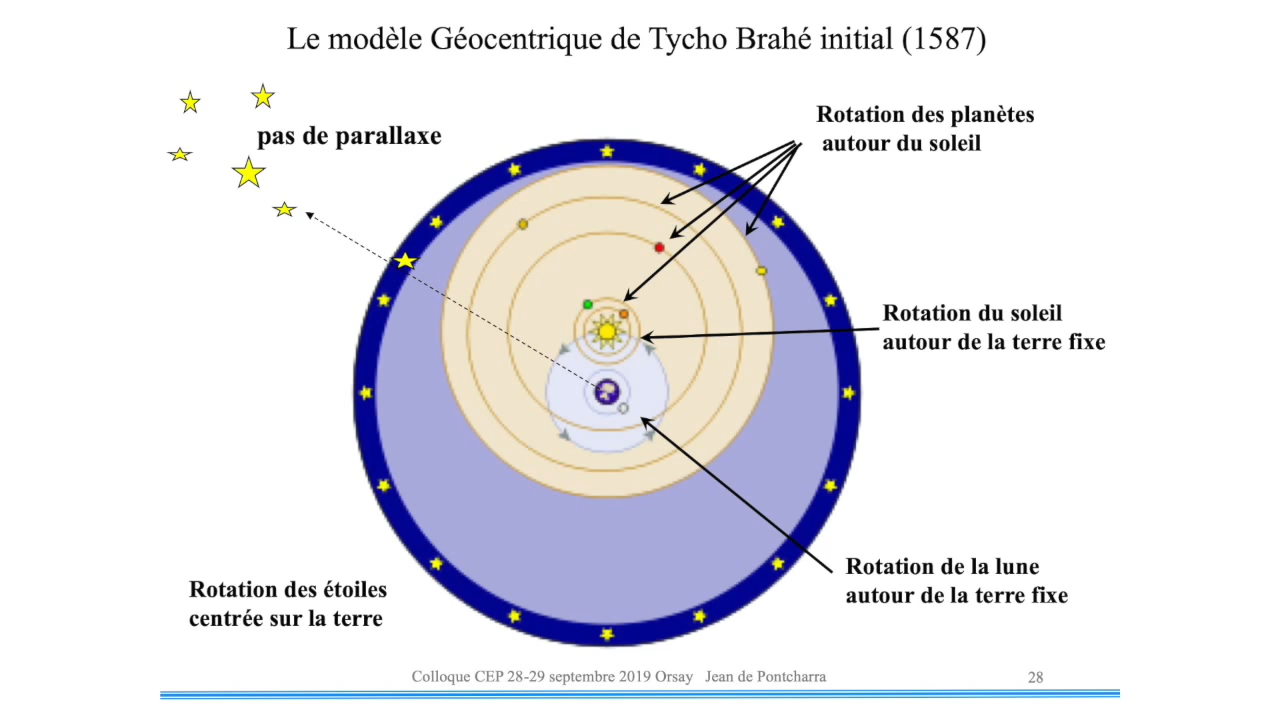 Le modèle Géocentrique de Tycho Brahé initial (1587)
pas de parallaxe
Rotation des planètes
autour du soleil
Rotation du soleil
autour de la terre fixe
Rotation de la lune
autour de la terre fixe
Rotation des étoiles
centrée sur la terre
Colloque CEP 28-29 septembre 2019 Orsay Jean de Pontcharra
28